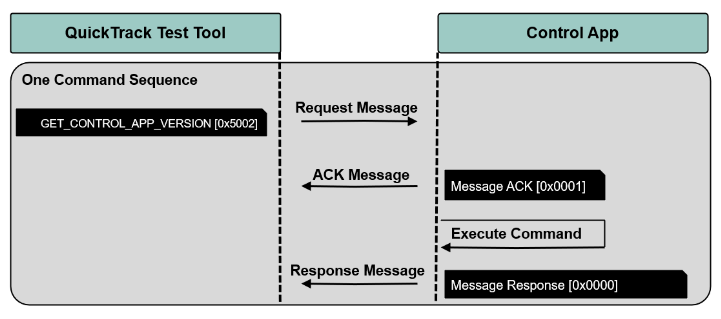 QuickTrack Test Tool
Control App
One Command Sequence
GET_CONTROL_APP_VERSION [0x5002]
Request Message
ACK Message
Message ACK [0x0001]
Execute Command
Response Message
Message Response [0x0000]